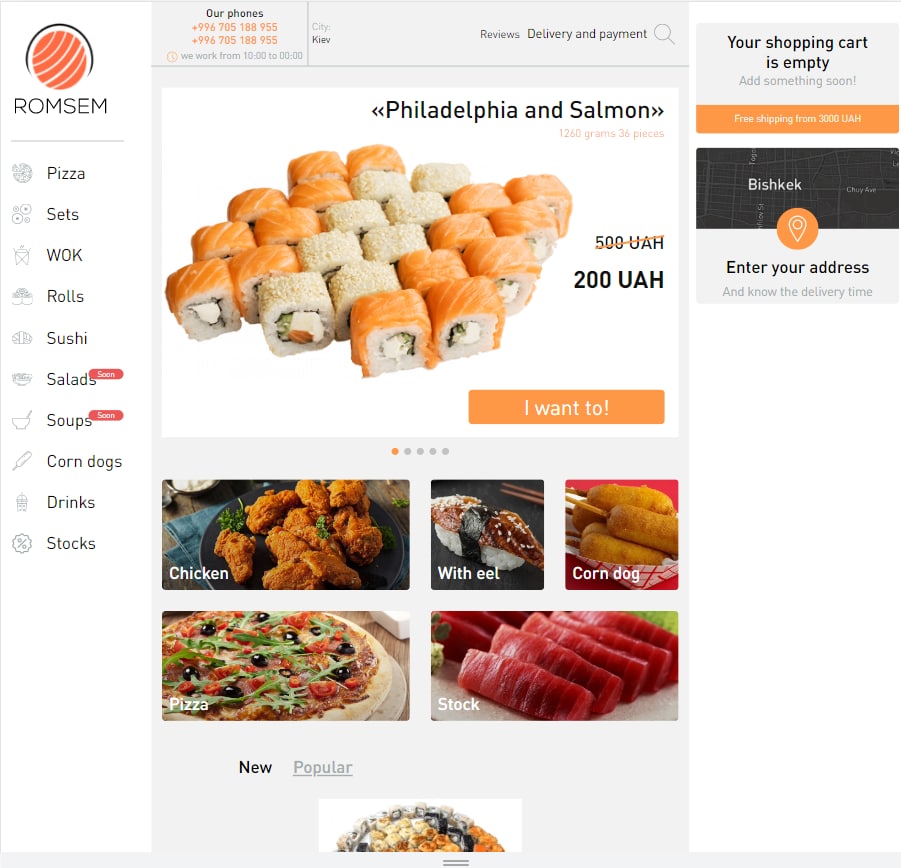 ROMSEM
Pizza
Sets
WOK
Rolls
Sushi
Salads
Soon
Soups
Soon
Corn dogs
Drinks
Stocks
Our phones
+996 705 188 955
+996 705 188 955
we work from 10:00 to 00:00
City:
Kiev
Reviews
Delivery and payment
«Philadelphia and Salmon»
1260 grams 36 pieces
500 UAH
200 UAH
I want to!
Chicken
With eel
Corn dog
Pizza
Stock
New
Popular
Your shopping cart
is empty
Add something soon!
Free shipping from 3000 UAH
Bishkek
Chuy Ave
Enter your address
And know the delivery time